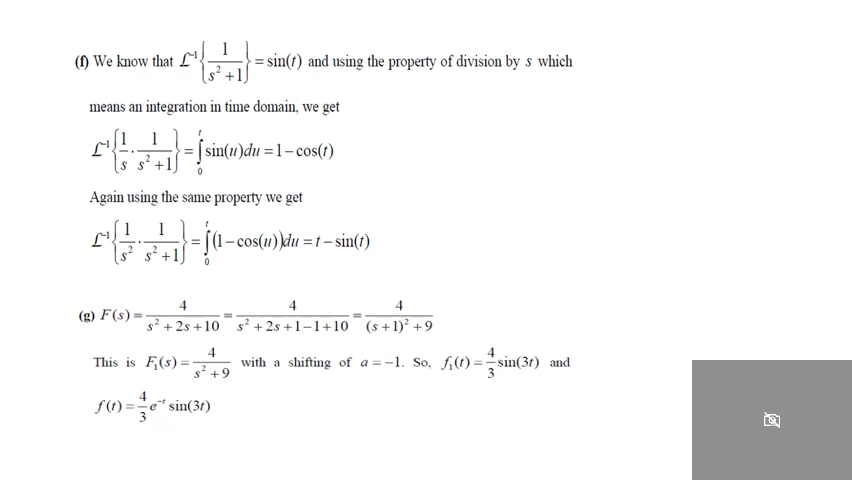 (f) We know that ℒ⁻¹{1/(s²+1)} = sin(t) and using the property of division by s which
means an integration in time domain, we get
ℒ⁻¹{1/s · 1/(s²+1)} = ∫₀ᵗ sin(u)du = 1 − cos(t)
Again using the same property we get
ℒ⁻¹{1/s² · 1/(s²+1)} = ∫₀ᵗ (1 − cos(u))du = t − sin(t)
(g) F(s) = 4/(s²+2s+10) = 4/(s²+2s+1−1+10) = 4/((s+1)²+9)
This is F₁(s) = 4/(s²+9) with a shifting of a = −1. So, f₁(t) = 4/3 sin(3t) and
f(t) = 4/3 e⁻ᵗ sin(3t)